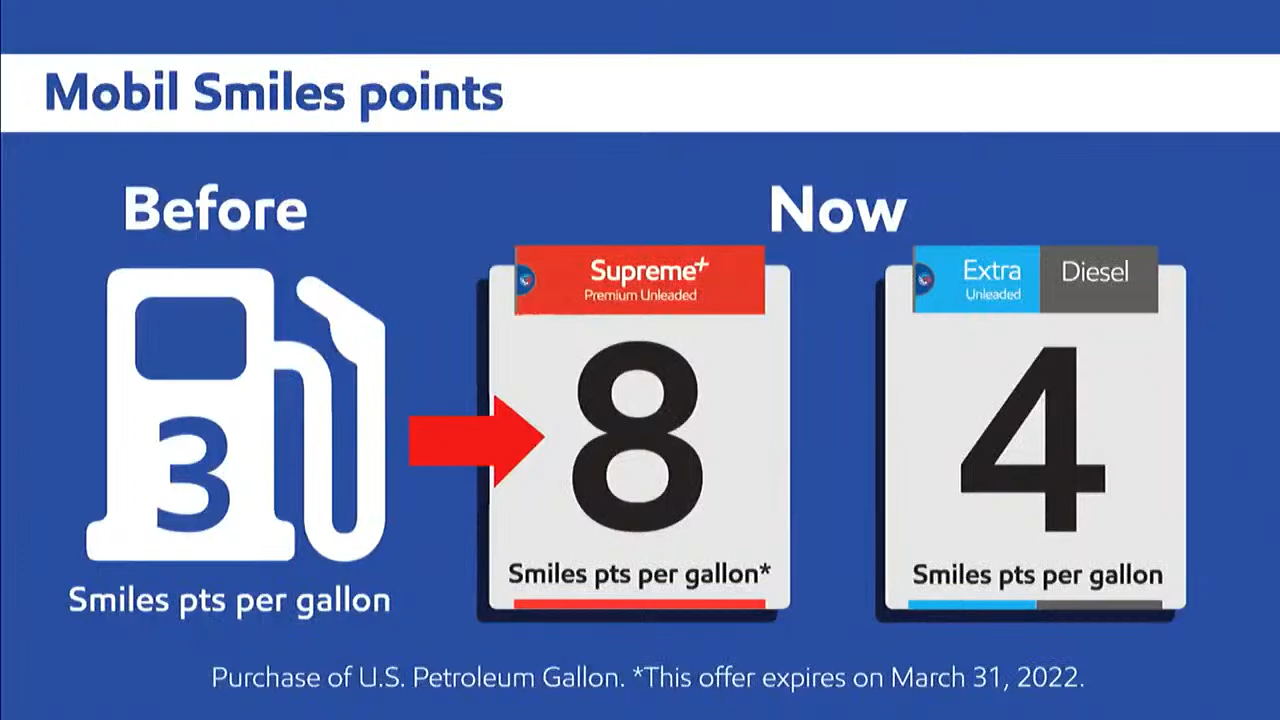 Mobil Smiles points
Before
Now
3
Smiles pts per gallon
Supreme+
Premium Unleaded
8
Smiles pts per gallon*
Extra
Unleaded
Diesel
4
Smiles pts per gallon
Purchase of U.S. Petroleum Gallon. *This offer expires on March 31, 2022.